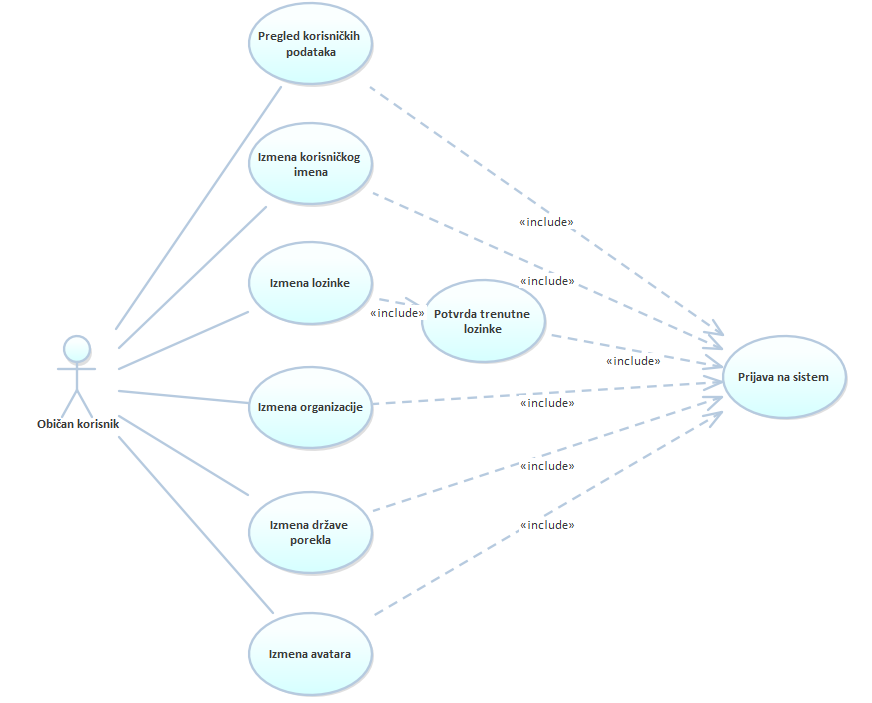 Pregled korisničkih
podataka
Izmena korisničkog
imena
«include»
Izmena lozinke
«include»
«include»
Potvrda trenutne
lozinke
«include»
Prijava na sistem
Izmena organizacije
«include»
Običan korisnik
«include»
Izmena države
porekla
«include»
Izmena avatara